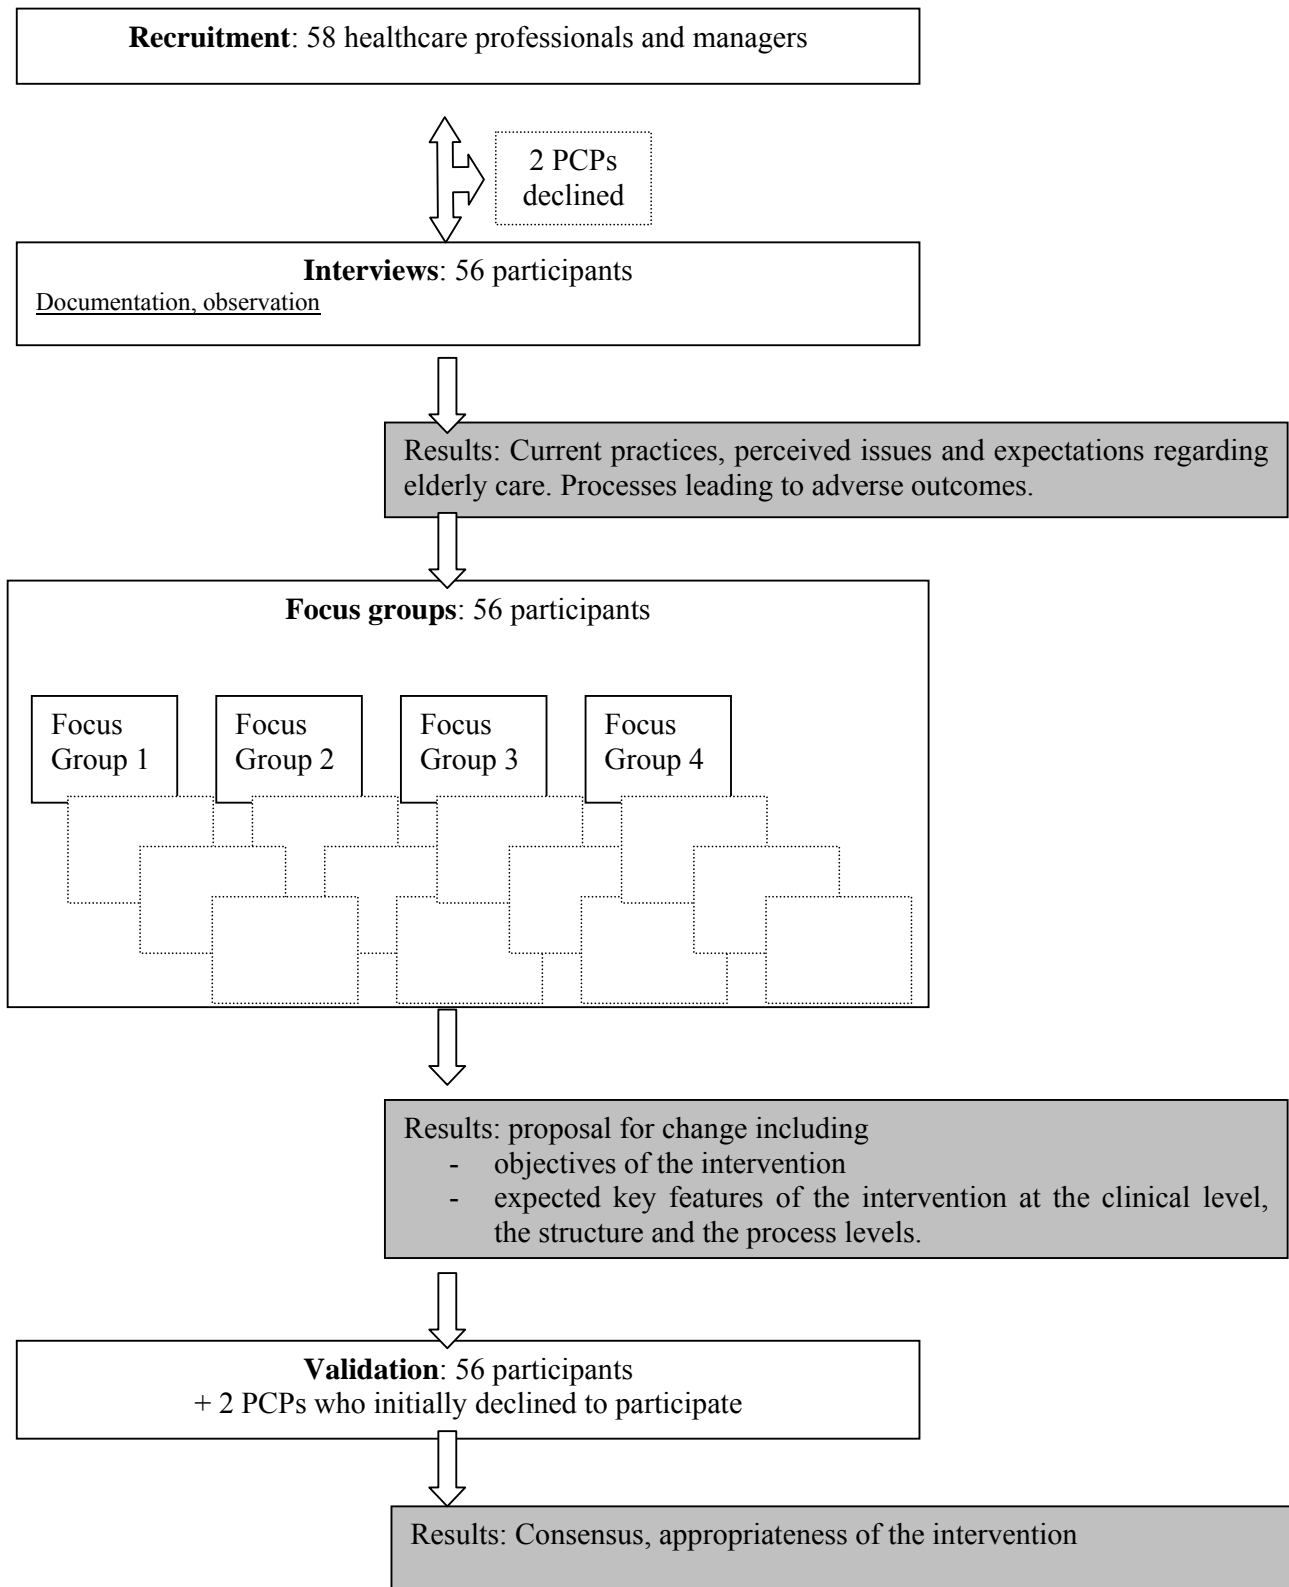 Recruitment: 58 healthcare professionals and managers
2 PCPs
declined
Interviews: 56 participants
Documentation, observation
Results: Current practices, perceived issues and expectations regarding
elderly care. Processes leading to adverse outcomes.
Focus groups: 56 participants
Focus
Group 1
Focus
Group 2
Focus
Group 3
Focus
Group 4
Results: proposal for change including
- objectives of the intervention
- expected key features of the intervention at the clinical level,
the structure and the process levels.
Validation: 56 participants
+ 2 PCPs who initially declined to participate
Results: Consensus, appropriateness of the intervention